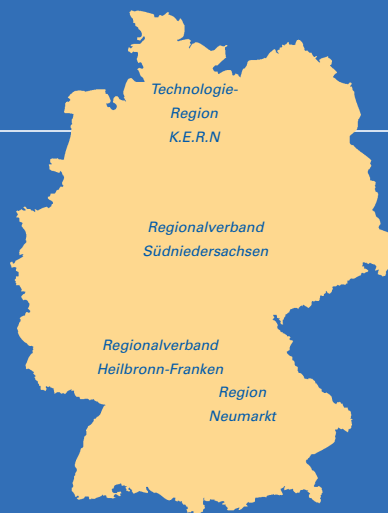 Technologie-
Region
K.E.R.N
Regionalverband
Südniedersachsen
Regionalverband
Heilbronn-Franken
Region
Neumarkt